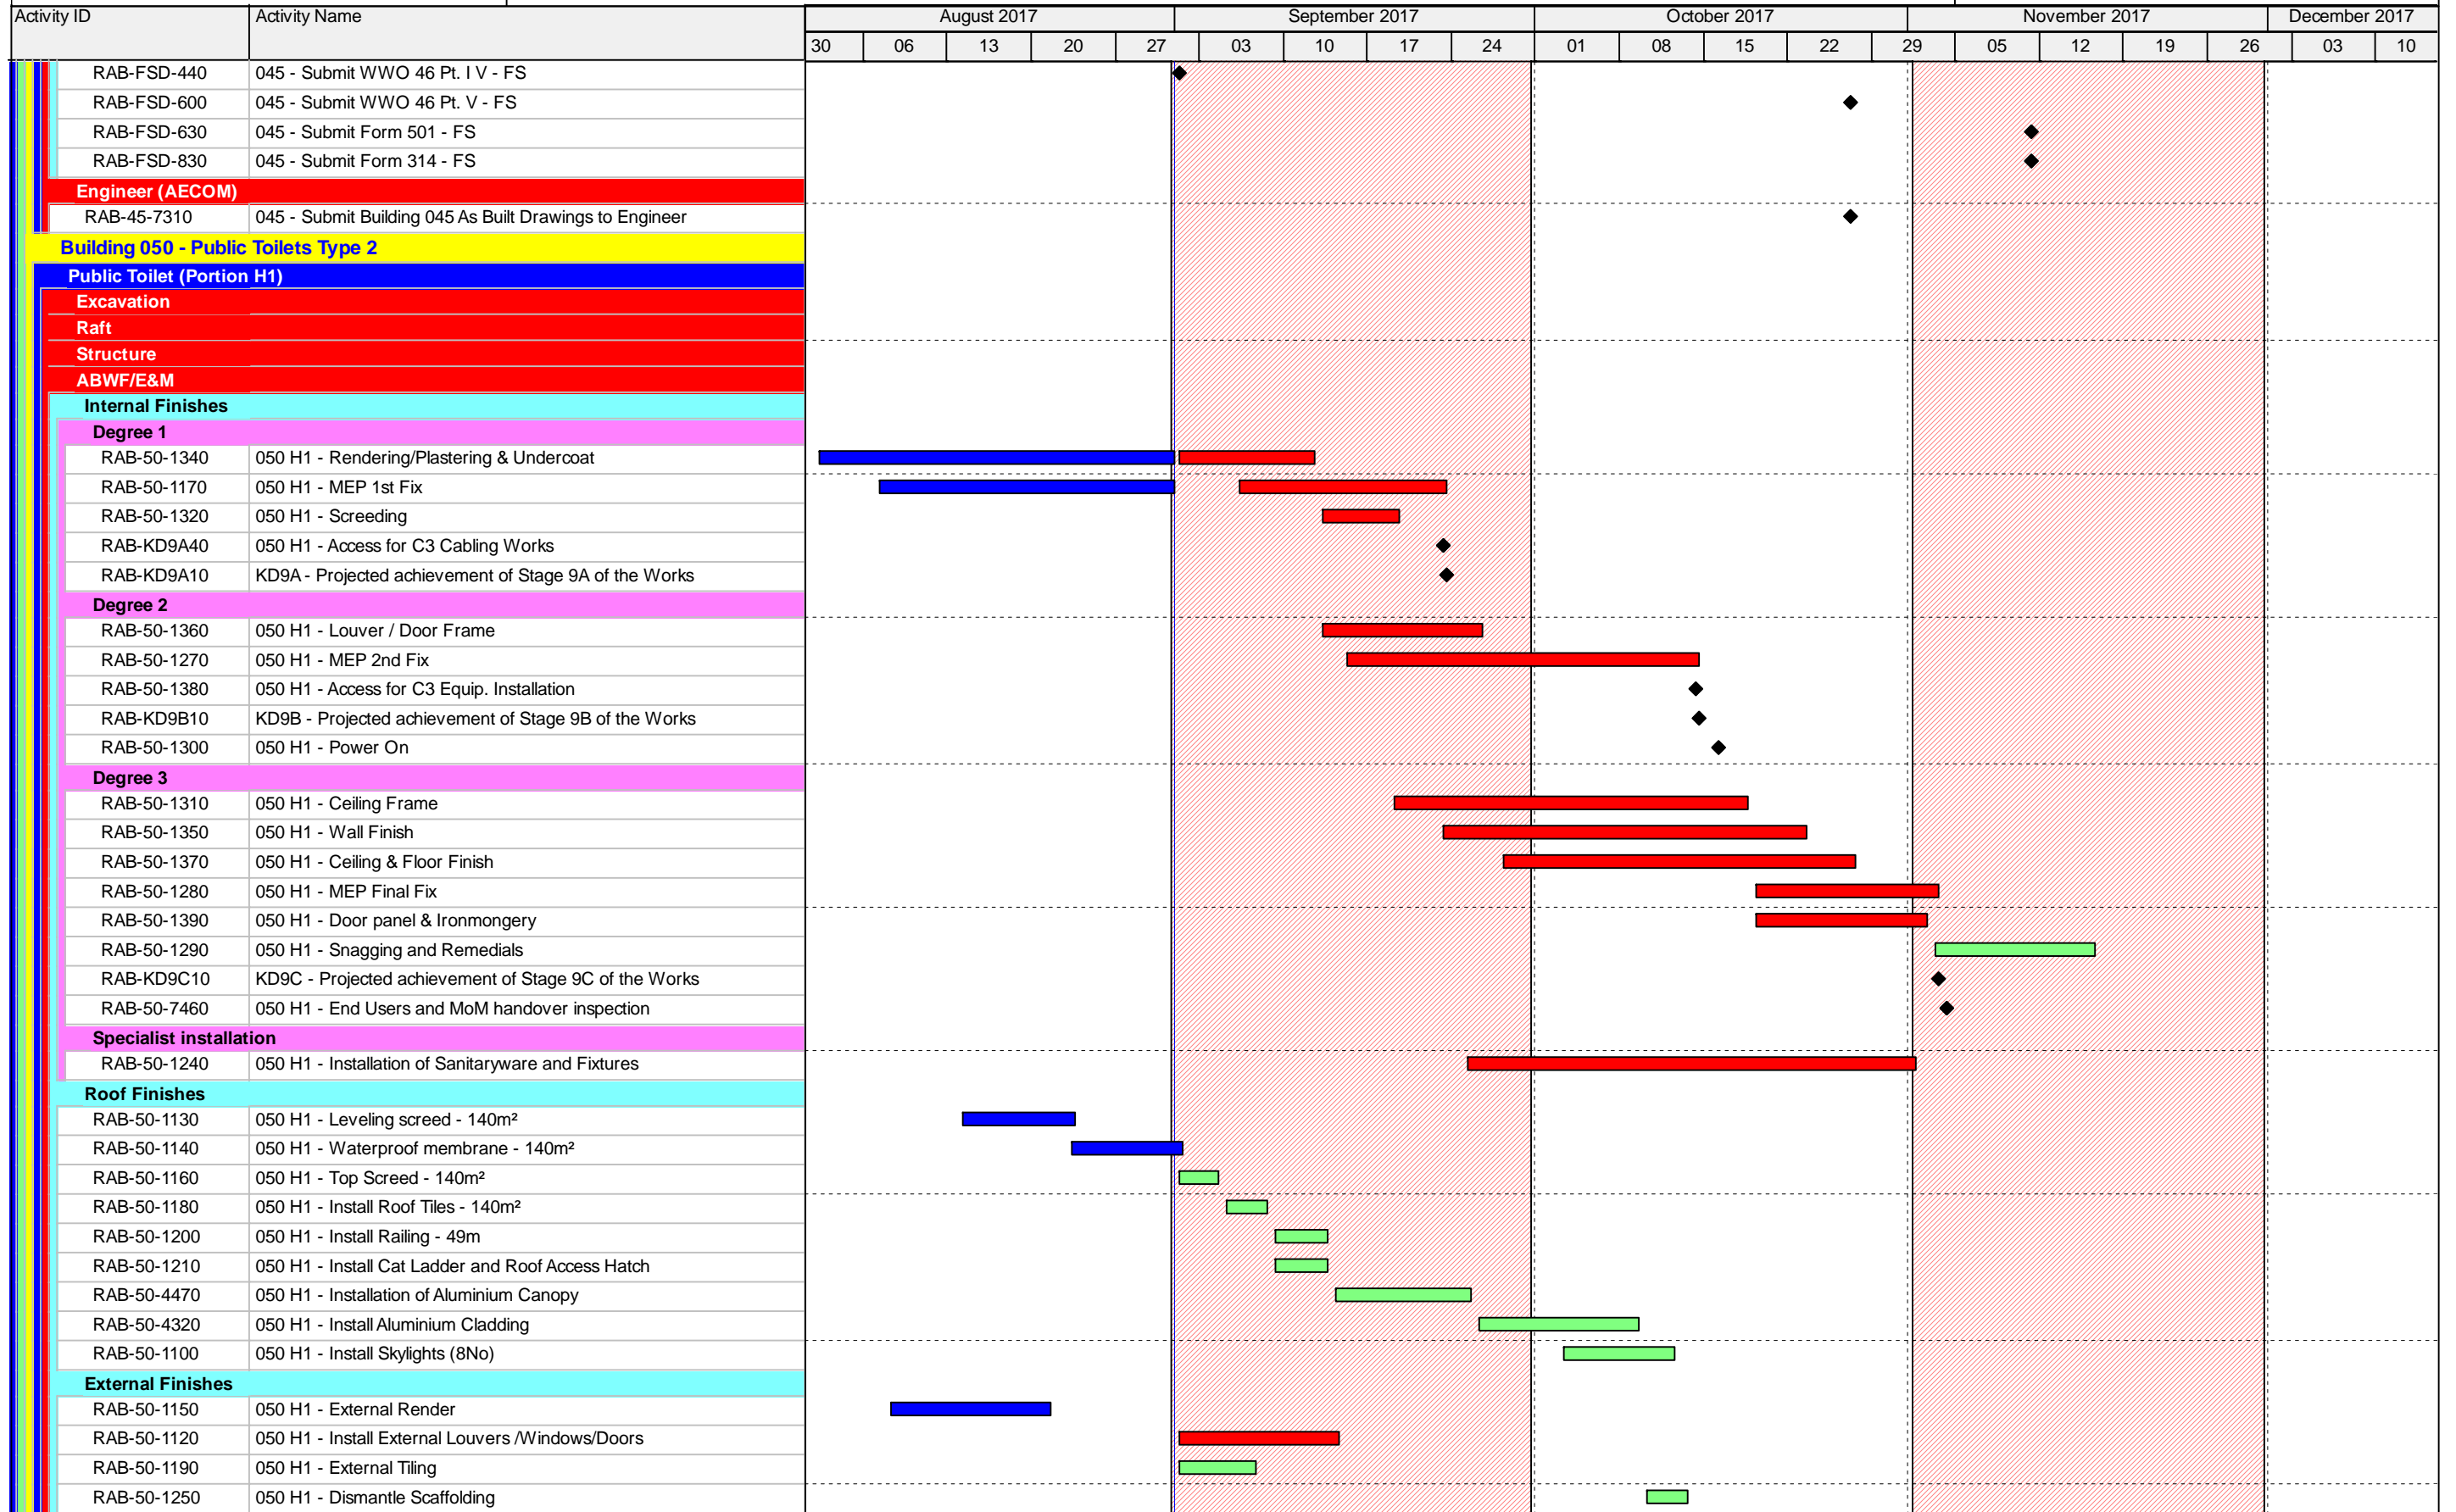 Activity ID Activity Name August 2017 September 2017 October 2017 November 2017 December 2017
30 06 13 20 27 03 10 17 24 01 08 15 22 29 05 12 19 26 03 10
RAB-FSD-440 045 - Submit WWO 46 Pt. I V - FS
RAB-FSD-600 045 - Submit WWO 46 Pt. V - FS
RAB-FSD-630 045 - Submit Form 501 - FS
RAB-FSD-830 045 - Submit Form 314 - FS
Engineer (AECOM)
RAB-45-7310 045 - Submit Building 045 As Built Drawings to Engineer
Building 050 - Public Toilets Type 2
Public Toilet (Portion H1)
Excavation
Raft
Structure
ABWF/E&M
Internal Finishes
Degree 1
RAB-50-1340 050 H1 - Rendering/Plastering & Undercoat
RAB-50-1170 050 H1 - MEP 1st Fix
RAB-50-1320 050 H1 - Screeding
RAB-KD9A40 050 H1 - Access for C3 Cabling Works
RAB-KD9A10 KD9A - Projected achievement of Stage 9A of the Works
Degree 2
RAB-50-1360 050 H1 - Louver / Door Frame
RAB-50-1270 050 H1 - MEP 2nd Fix
RAB-50-1380 050 H1 - Access for C3 Equip. Installation
RAB-KD9B10 KD9B - Projected achievement of Stage 9B of the Works
RAB-50-1300 050 H1 - Power On
Degree 3
RAB-50-1310 050 H1 - Ceiling Frame
RAB-50-1350 050 H1 - Wall Finish
RAB-50-1370 050 H1 - Ceiling & Floor Finish
RAB-50-1280 050 H1 - MEP Final Fix
RAB-50-1390 050 H1 - Door panel & Ironmongery
RAB-50-1290 050 H1 - Snagging and Remedials
RAB-KD9C10 KD9C - Projected achievement of Stage 9C of the Works
RAB-50-7460 050 H1 - End Users and MoM handover inspection
Specialist installation
RAB-50-1240 050 H1 - Installation of Sanitaryware and Fixtures
Roof Finishes
RAB-50-1130 050 H1 - Leveling screed - 140m²
RAB-50-1140 050 H1 - Waterproof membrane - 140m²
RAB-50-1160 050 H1 - Top Screed - 140m²
RAB-50-1180 050 H1 - Install Roof Tiles - 140m²
RAB-50-1200 050 H1 - Install Railing - 49m
RAB-50-1210 050 H1 - Install Cat Ladder and Roof Access Hatch
RAB-50-4470 050 H1 - Installation of Aluminium Canopy
RAB-50-4320 050 H1 - Install Aluminium Cladding
RAB-50-1100 050 H1 - Install Skylights (8No)
External Finishes
RAB-50-1150 050 H1 - External Render
RAB-50-1120 050 H1 - Install External Louvers /Windows/Doors
RAB-50-1190 050 H1 - External Tiling
RAB-50-1250 050 H1 - Dismantle Scaffolding